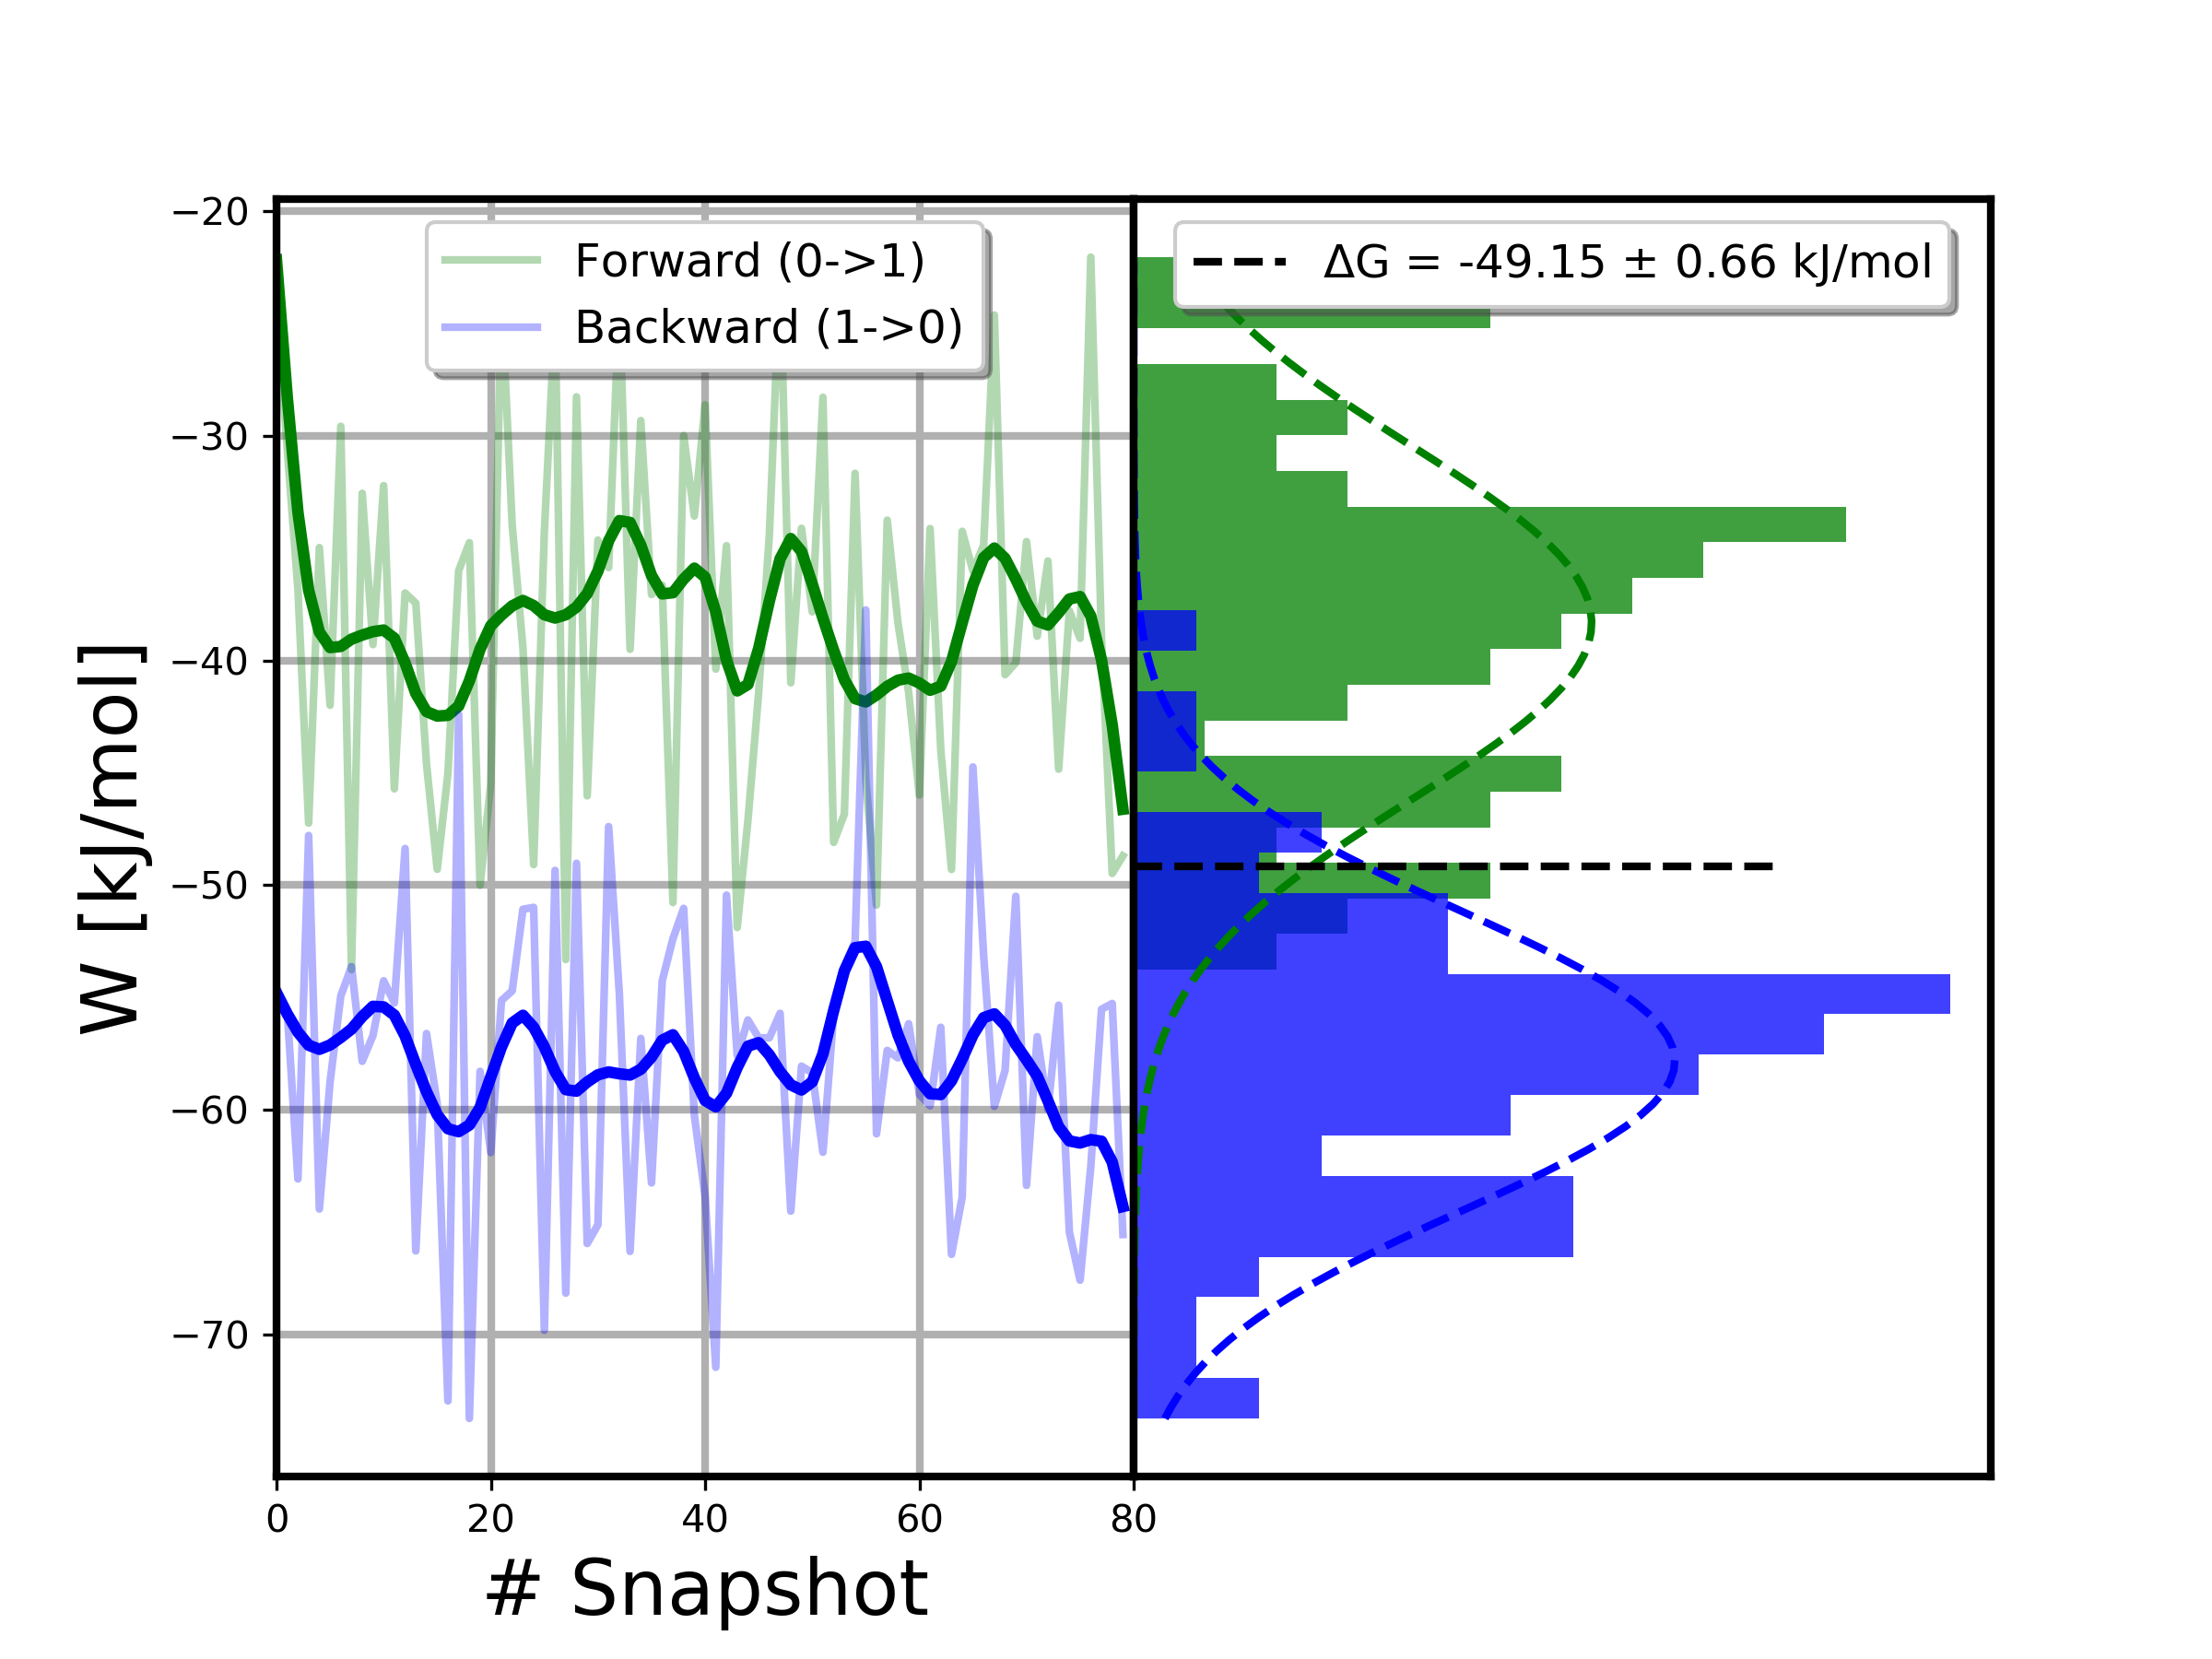 Forward (0->1)
Backward (1->0)
ΔG = -49.15 ± 0.66 kJ/mol
W [kJ/mol]
−20
−30
−40
−50
−60
−70
0
20
40
60
80
# Snapshot